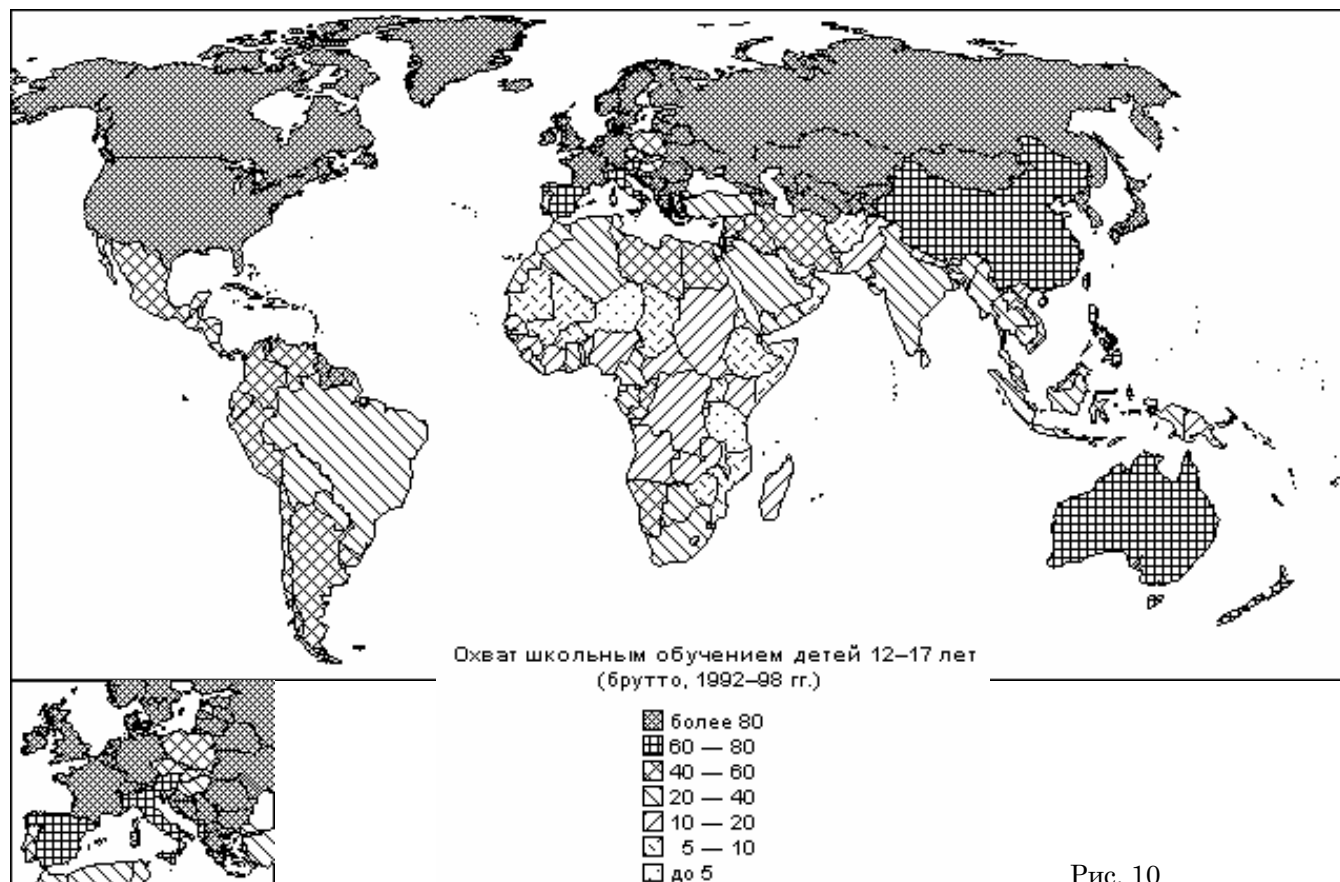 Охват школьным обучением детей 12–17 лет
(брутто, 1992–98 гг.)
более 80
60 — 80
40 — 60
20 — 40
10 — 20
5 — 10
до 5
Рис. 10